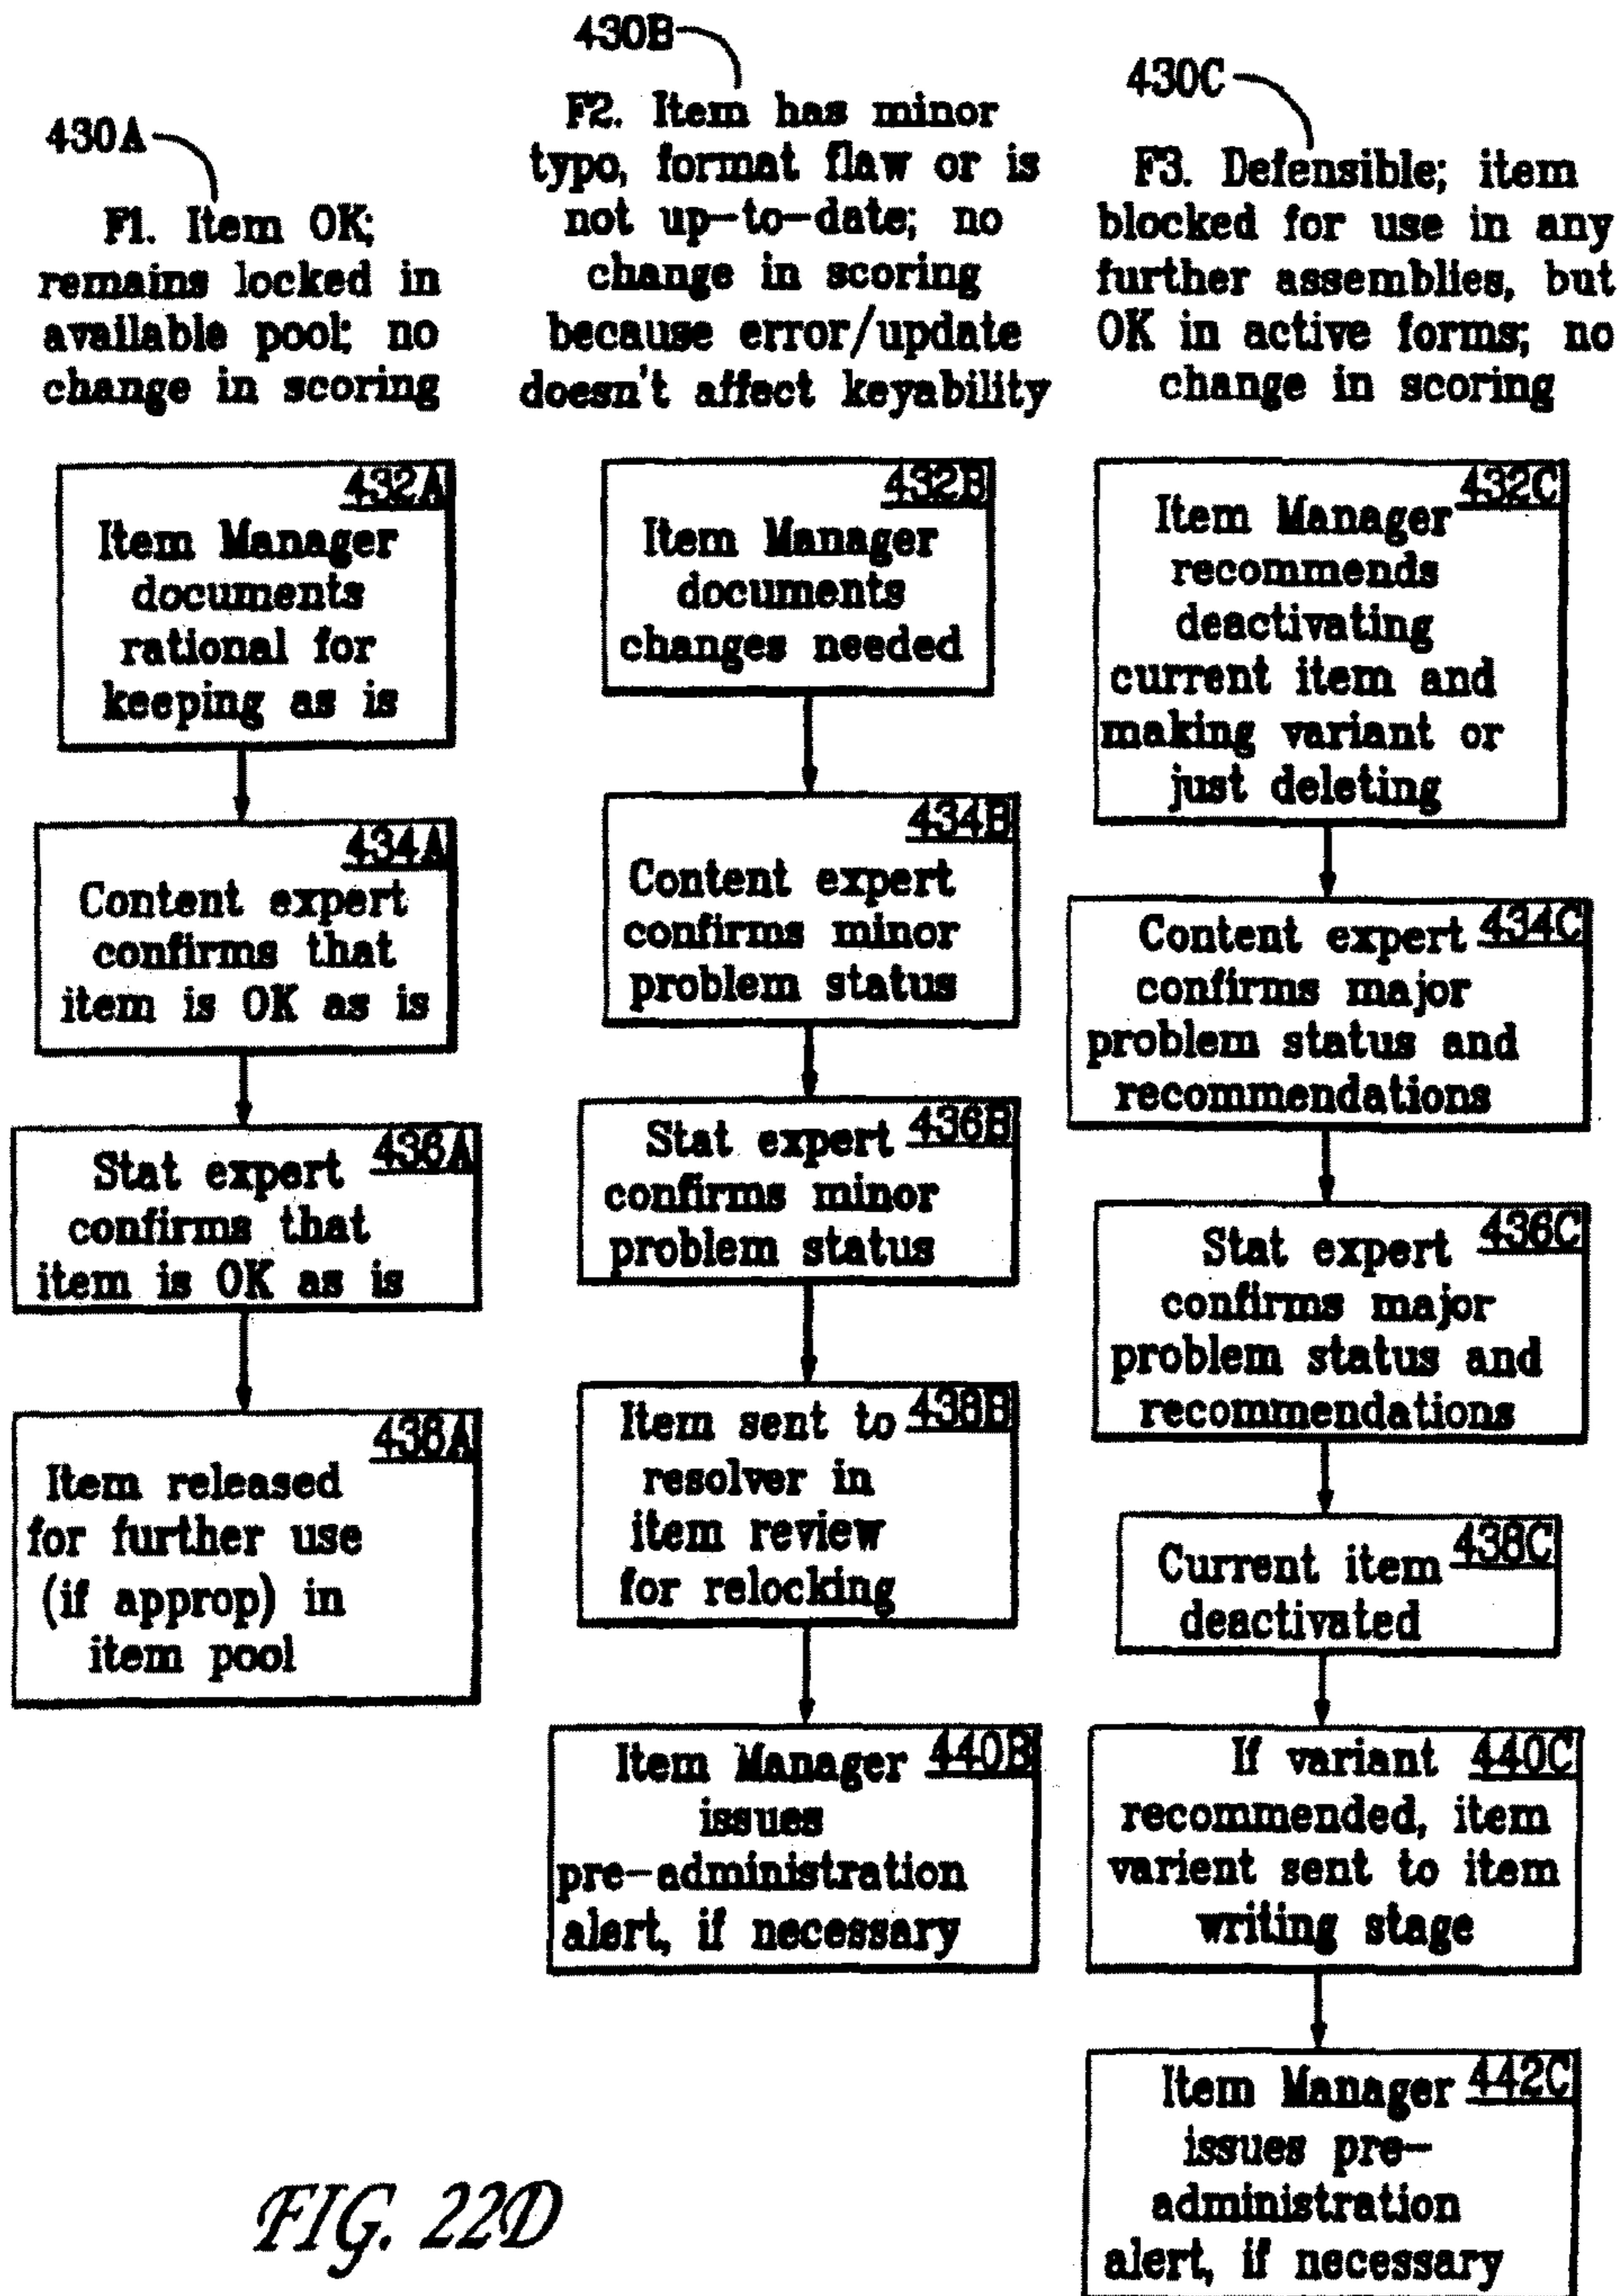 430A
F1. Item OK;
remains locked in
available pool; no
change in scoring
432A
Item Manager
documents
rational for
keeping as is
434A
Content expert
confirms that
item is OK as is
436A
Stat expert
confirms that
item is OK as is
438A
Item released
for further use
(if approp) in
item pool
430B
F2. Item has minor
typo, format flaw or is
not up-to-date; no
change in scoring
because error/update
doesn't affect keyability
432B
Item Manager
documents
changes needed
434B
Content expert
confirms minor
problem status
Stat expert 436B
confirms minor
problem status
Item sent to 438B
resolver in
item review
for relocking
Item Manager 440B
issues
pre-administration
alert, if necessary
430C
F3. Defensible; item
blocked for use in any
further assemblies, but
OK in active forms; no
change in scoring
432C
Item Manager
recommends
deactivating
current item and
making variant or
just deleting
Content expert 434C
confirms major
problem status and
recommendations
Stat expert 436C
confirms major
problem status and
recommendations
Current item 438C
deactivated
If variant 440C
recommended, item
varient sent to item
writing stage
Item Manager 442C
issues pre-
administration
alert, if necessary
FIG. 22D